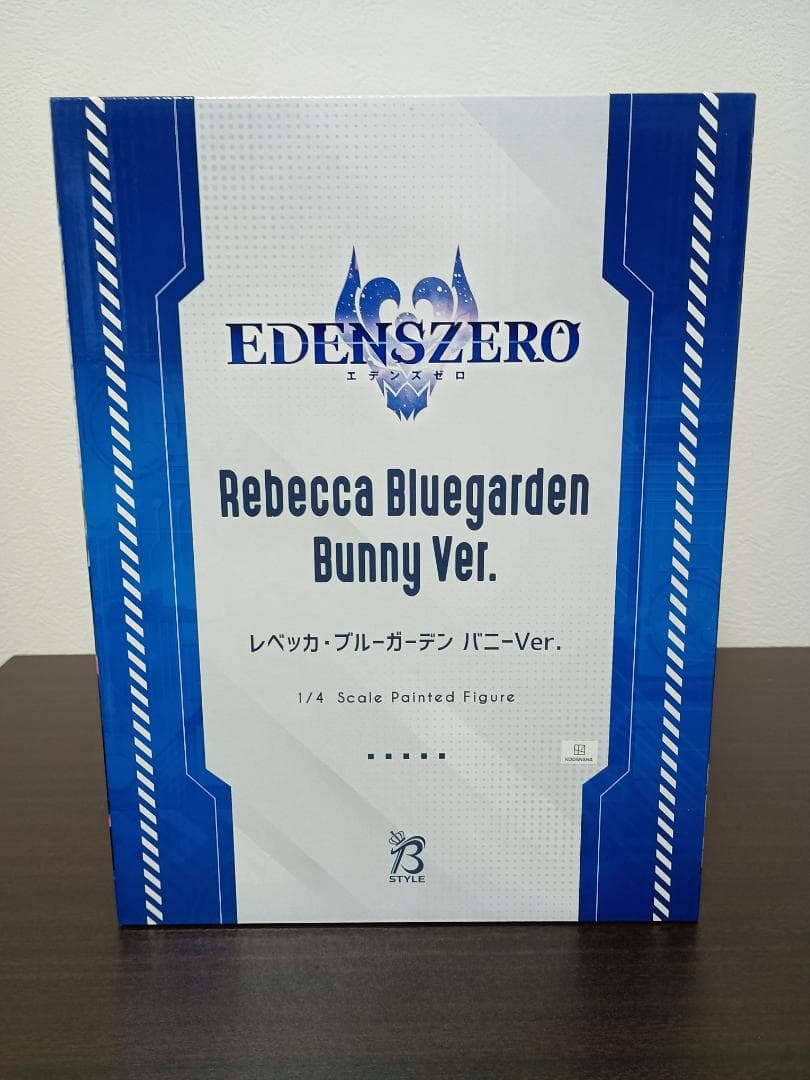 EDENSZERO
エデンズゼロ
Rebecca Bluegarden
Bunny Ver.
レベッカ・ブルーガーデン バニーVer.
1/4 Scale Painted Figure
KODANSHA
B
STYLE